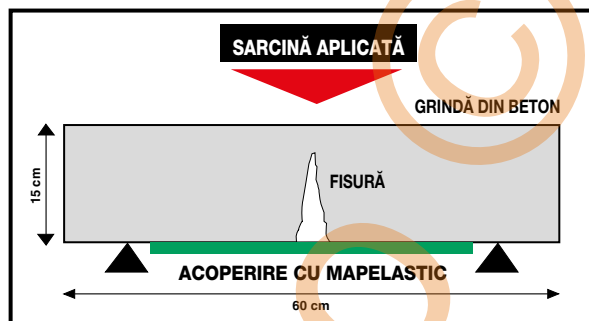 SARCINĂ APLICATĂ
GRINDĂ DIN BETON
15 cm
FISURĂ
ACOPERIRE CU MAPELASTIC
60 cm